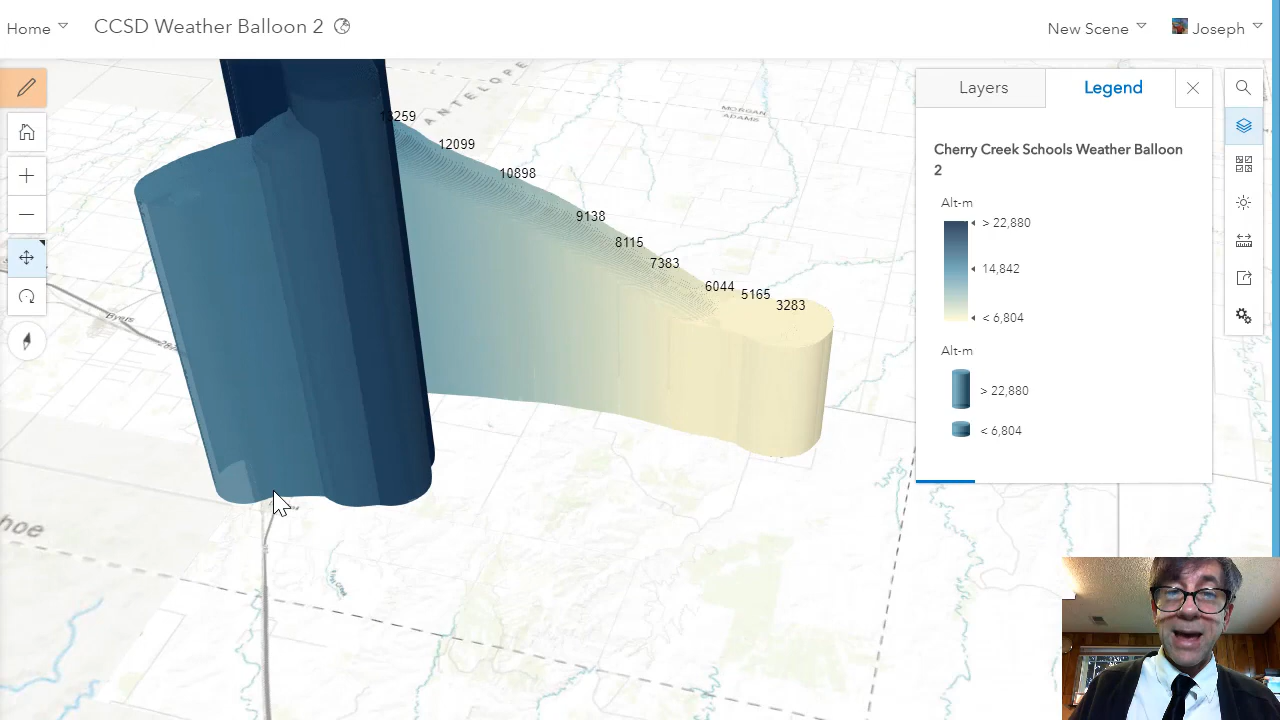 Home
CCSD Weather Balloon 2
New Scene
Joseph
Layers
Legend
Cherry Creek Schools Weather Balloon
2
Alt-m
> 22,880
14,842
< 6,804
Alt-m
> 22,880
< 6,804
ANTELOPE
MORGAN
ADAMS
13259
12099
10898
9138
8115
7383
6044
5165
3283
Byers
hoe